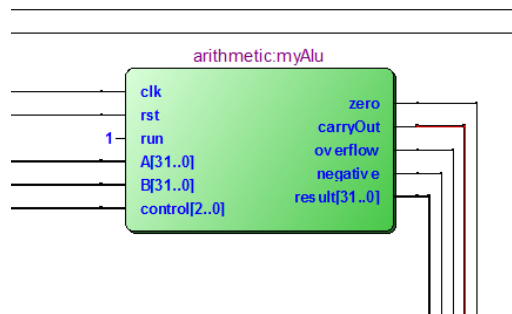 arithmetic:myAlu
clk
rst
1 run
A[31..0]
B[31..0]
control[2..0]
zero
carryOut
overflow
negative
result[31..0]